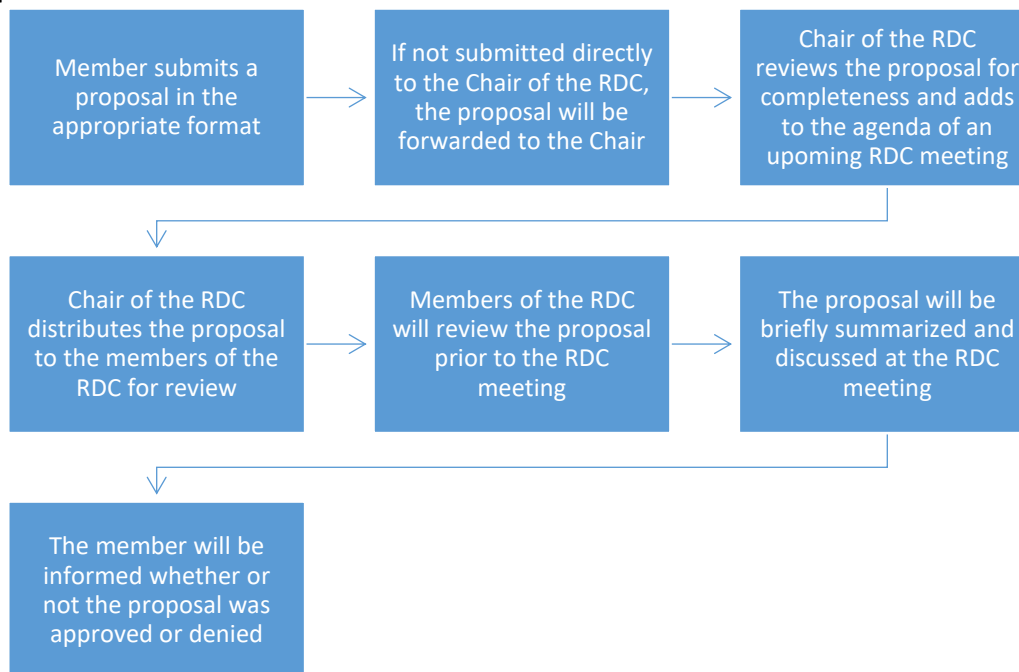 Member submits a
proposal in the
appropriate format
If not submitted directly
to the Chair of the RDC,
the proposal will be
forwarded to the Chair
Chair of the RDC
reviews the proposal for
completeness and adds
to the agenda of an
upoming RDC meeting
Chair of the RDC
distributes the proposal
to the members of the
RDC for review
Members of the RDC
will review the proposal
prior to the RDC
meeting
The proposal will be
briefly summarized and
discussed at the RDC
meeting
The member will be
informed whether or
not the proposal was
approved or denied